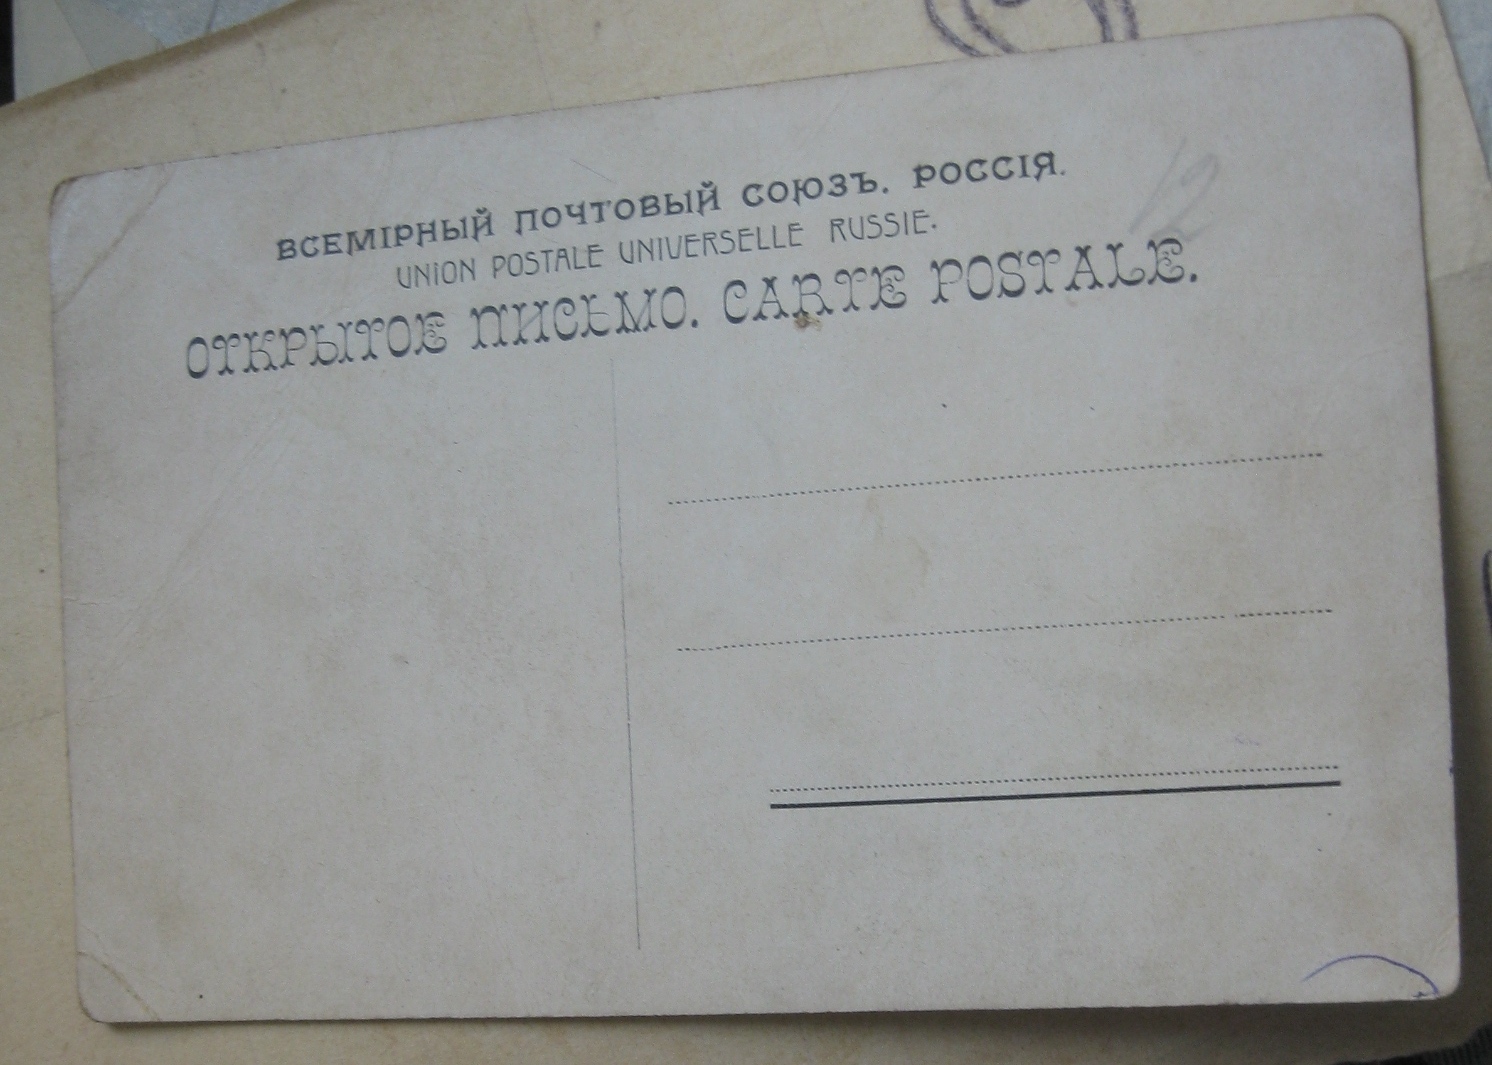 ВСЕМІРНЫЙ ПОЧТОВЫЙ СОЮЗЪ. РОССІЯ.
UNION POSTALE UNIVERSELLE RUSSIE.
ОТКРЫТОЕ ПИСЬМО. CARTE POSTALE.
12